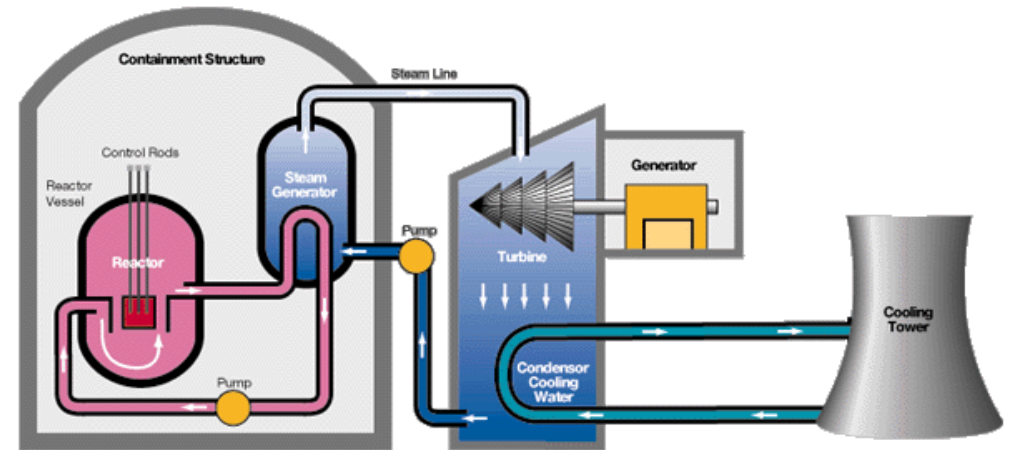 Containment Structure
Steam Line
Control Rods
Reactor
Vessel
Steam
Generator
Generator
Pump
Reactor
Turbine
Cooling
Tower
Condensor
Cooling
Water
Pump